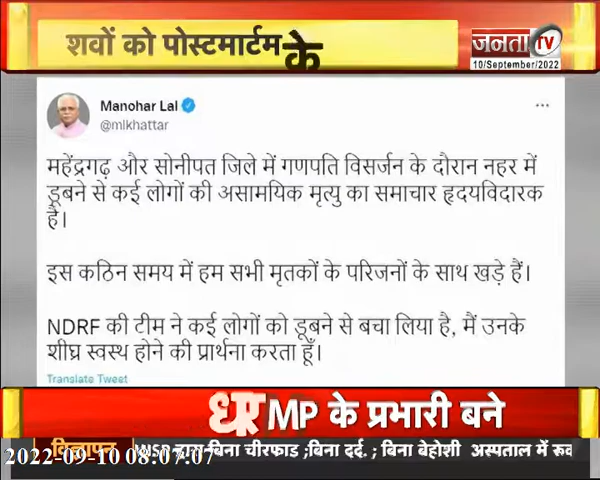 शवों को पोस्टमार्टम के
जनता TV
10/September/2022
Manohar Lal
@mlkhattar
महेंद्रगढ़ और सोनीपत जिले में गणपति विसर्जन के दौरान नहर में
डूबने से कई लोगों की असामयिक मृत्यु का समाचार हृदयविदारक
है।
इस कठिन समय में हम सभी मृतकों के परिजनों के साथ खड़े हैं।
NDRF की टीम ने कई लोगों को डूबने से बचा लिया है, मैं उनके
शीघ्र स्वस्थ होने की प्रार्थना करता हूँ।
Translate Tweet
MP के प्रभारी बने
विज्ञापन
द्वारा बिना चीरफाड ;बिना दर्द. ; बिना बेहोशी अस्पताल में
2022-09-10 08:07:07